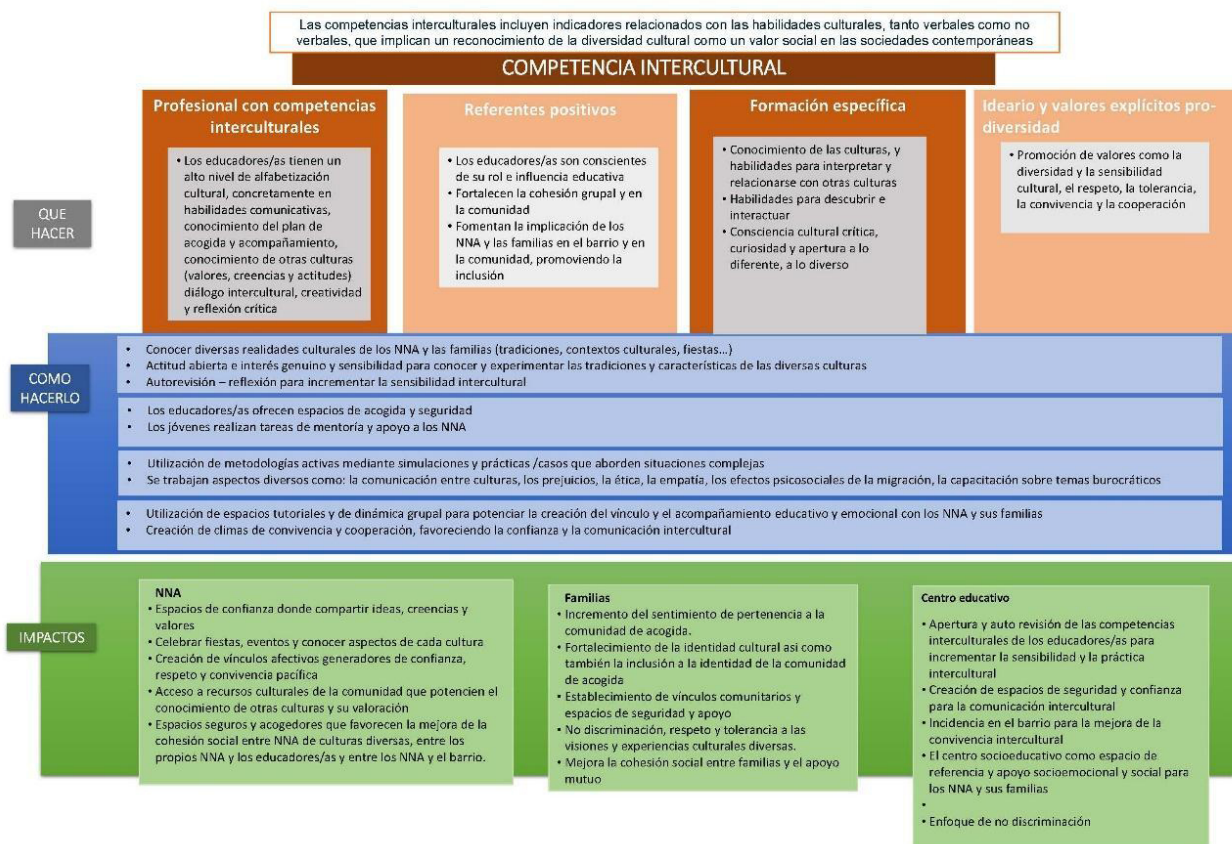 Las competencias interculturales incluyen indicadores relacionados con las habilidades culturales, tanto verbales como no
verbales, que implican un reconocimiento de la diversidad cultural como un valor social en las sociedades contemporáneas
COMPETENCIA INTERCULTURAL
QUE
HACER
Profesional con competencias
interculturales
• Los educadores/as tienen un
alto nivel de alfabetización
cultural, concretamente en
habilidades comunicativas,
conocimiento del plan de
acogida y acompañamiento,
conocimiento de otras culturas
(valores, creencias y actitudes)
diálogo intercultural, creatividad
y reflexión crítica
Referentes positivos
• Los educadores/as son conscientes
de su rol e influencia educativa
• Fortalecen la cohesión grupal y en
la comunidad
• Fomentan la implicación de los
NNA y las familias en el barrio y en
la comunidad, promoviendo la
inclusión
Formación específica
• Conocimiento de las culturas, y
habilidades para interpretar y
relacionarse con otras culturas
• Habilidades para descubrir e
interactuar
• Consciencia cultural crítica,
curiosidad y apertura a lo
diferente, a lo diverso
Ideario y valores explícitos pro-
diversidad
• Promoción de valores como la
diversidad y la sensibilidad
cultural, el respeto, la tolerancia,
la convivencia y la cooperación
COMO
HACERLO
• Conocer diversas realidades culturales de los NNA y las familias (tradiciones, contextos culturales, fiestas...)
• Actitud abierta e interés genuino y sensibilidad para conocer y experimentar las tradiciones y características de las diversas culturas
• Autorevisión – reflexión para incrementar la sensibilidad intercultural
• Los educadores/as ofrecen espacios de acogida y seguridad
• Los jóvenes realizan tareas de mentoría y apoyo a los NNA
• Utilización de metodologías activas mediante simulaciones y prácticas /casos que aborden situaciones complejas
• Se trabajan aspectos diversos como: la comunicación entre culturas, los prejuicios, la ética, la empatía, los efectos psicosociales de la migración, la capacitación sobre temas burocráticos
• Utilización de espacios tutoriales y de dinámica grupal para potenciar la creación del vínculo y el acompañamiento educativo y emocional con los NNA y sus familias
• Creación de climas de convivencia y cooperación, favoreciendo la confianza y la comunicación intercultural
IMPACTOS
NNA
• Espacios de confianza donde compartir ideas, creencias y
valores
• Celebrar fiestas, eventos y conocer aspectos de cada cultura
• Creación de vínculos afectivos generadores de confianza,
respeto y convivencia pacífica
• Acceso a recursos culturales de la comunidad que potencien el
conocimiento de otras culturas y su valoración
• Espacios seguros y acogedores que favorecen la mejora de la
cohesión social entre NNA de culturas diversas, entre los
propios NNA y los educadores/as y entre los NNA y el barrio.
Familias
• Incremento del sentimiento de pertenencia a la
comunidad de acogida.
• Fortalecimiento de la identidad cultural asi como
también la inclusión a la identidad de la comunidad
de acogida
• Establecimiento de vínculos comunitarios y
espacios de seguridad y apoyo
• No discriminación, respeto y tolerancia a las
visiones y experiencias culturales diversas.
• Mejora la cohesión social entre familias y el apoyo
mutuo
Centro educativo
• Apertura y auto revisión de las competencias
interculturales de los educadores/as para
incrementar la sensibilidad y la práctica
intercultural
• Creación de espacios de seguridad y confianza
para la comunicación intercultural
• Incidencia en el barrio para la mejora de la
convivencia intercultural
• El centro socioeducativo como espacio de
referencia y apoyo socioemocional y social para
los NNA y sus familias
•
• Enfoque de no discriminación